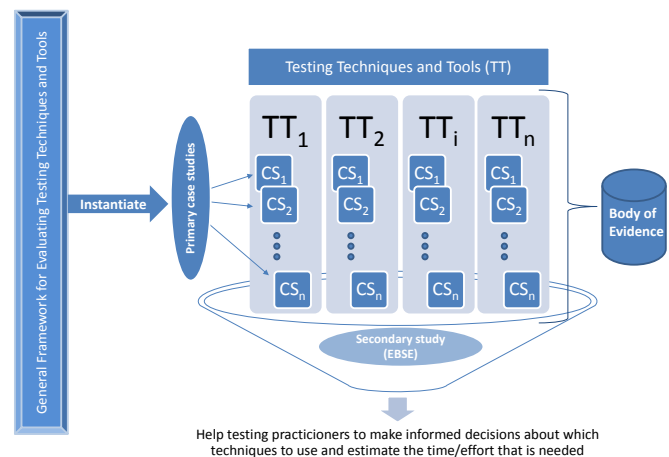 General Framework for Evaluating Testing Techniques and Tools
Instantiate
Primary case studies
Testing Techniques and Tools (TT)
TT1 TT2 TTi TTn
CS1 CS1 CS1 CS1
CS2 CS2 CS2 CS2
CSn CSn CSn CSn
Body of
Evidence
Secondary study
(EBSE)
Help testing practicioners to make informed decisions about which
techniques to use and estimate the time/effort that is needed